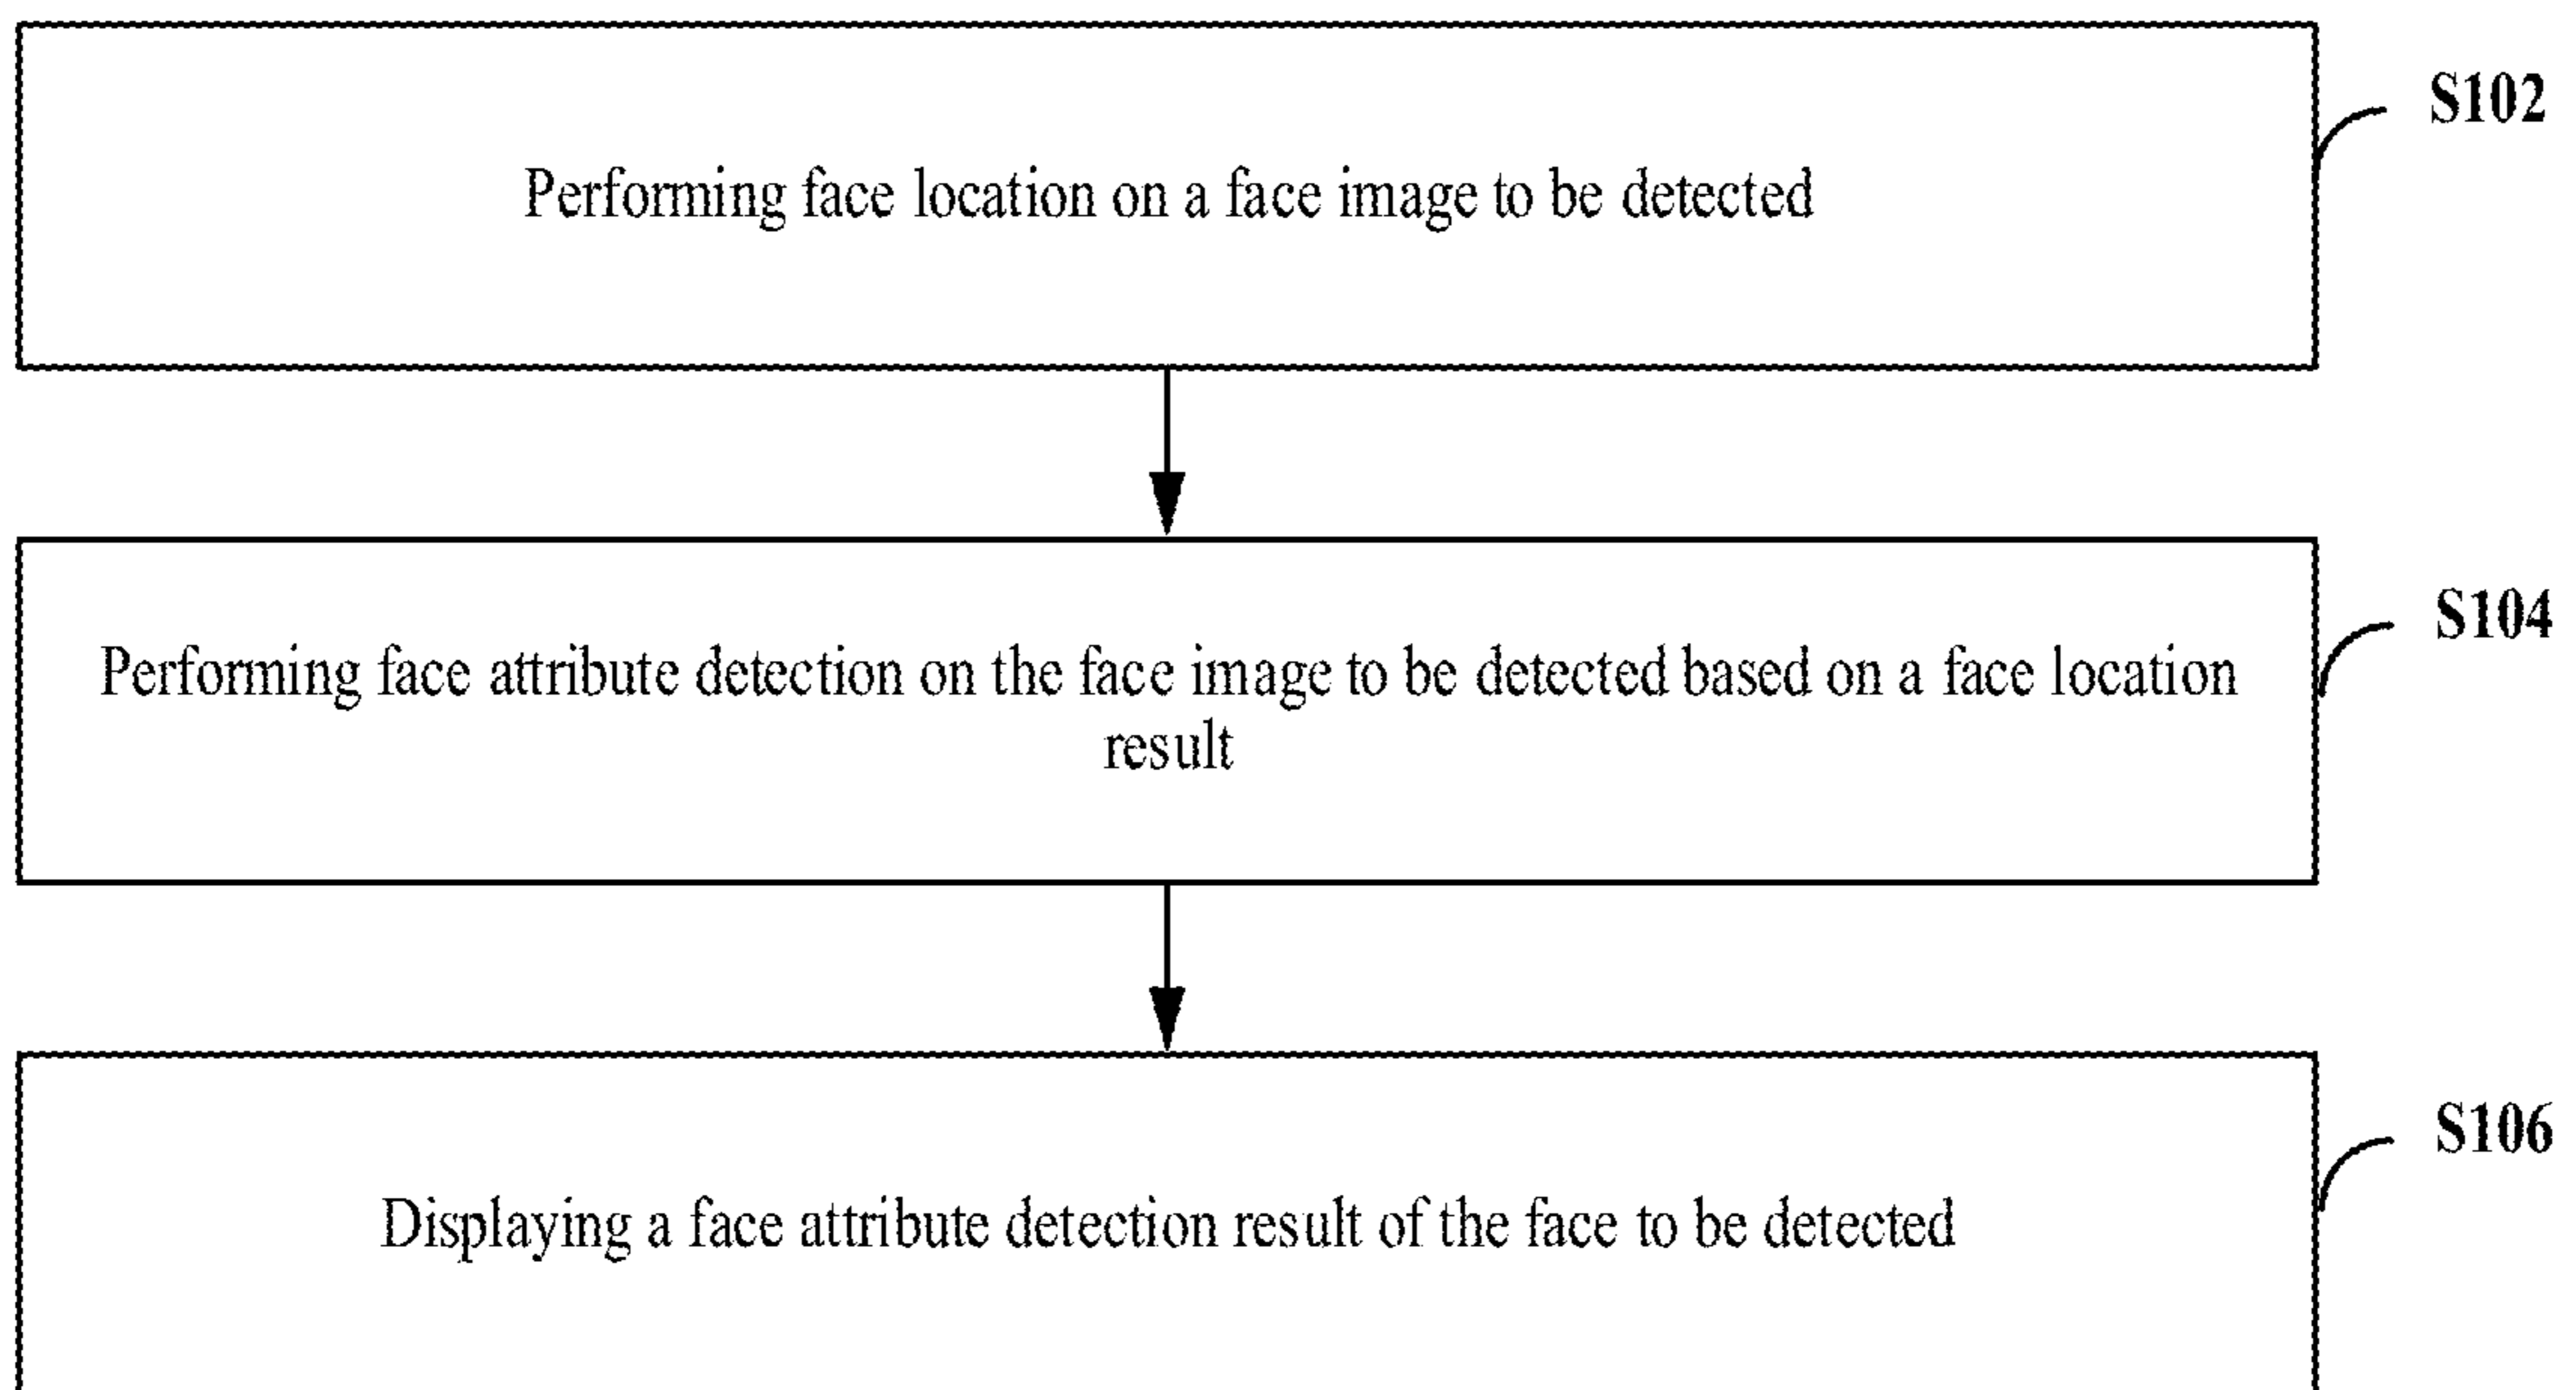 S102
Performing face location on a face image to be detected
S104
Performing face attribute detection on the face image to be detected based on a face location
result
S106
Displaying a face attribute detection result of the face to be detected